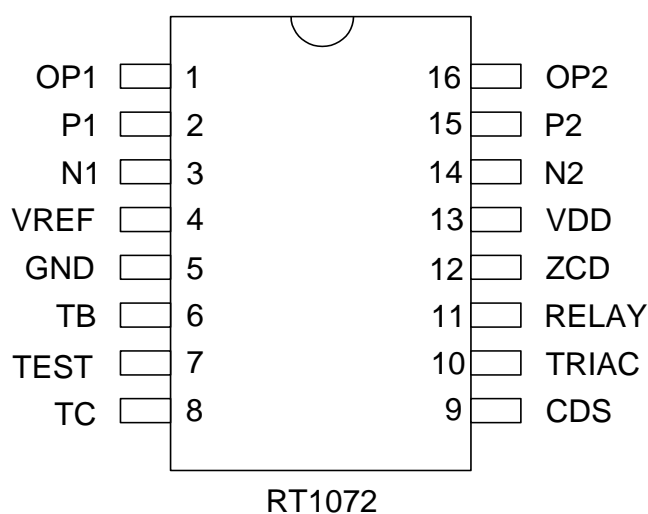 OP1 1 16 OP2
P1 2 15 P2
N1 3 14 N2
VREF 4 13 VDD
GND 5 12 ZCD
TB 6 11 RELAY
TEST 7 10 TRIAC
TC 8 9 CDS
RT1072